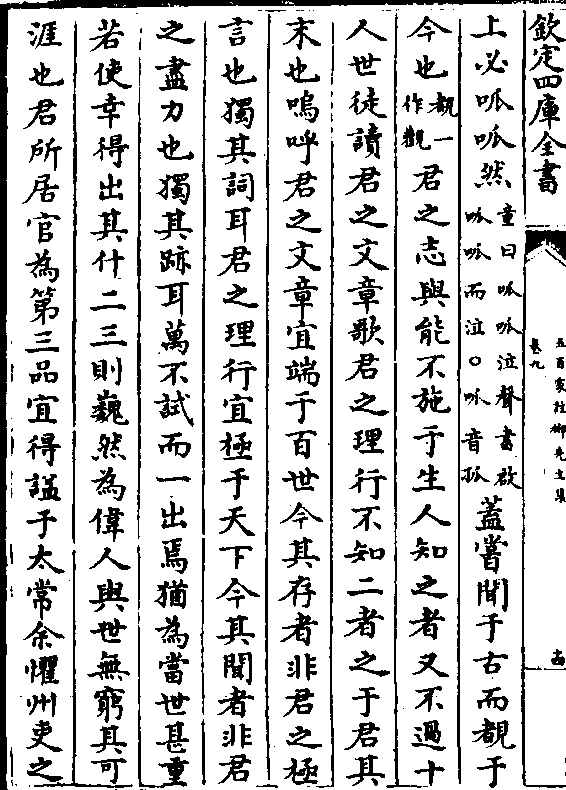 欽定四庫全書
五百家註柳先生文集
卷九
十四
上必呱呱然童曰呱呱泣聲書啟呱呱而泣○呱音孤蓋嘗聞于古而覩于
今也覩一作觀君之志與能不施于生人知之者又不過十
人世徒讀君之文章歌君之理行不知二者之于君其
末也嗚呼君之文章宜端于百世今其存者非君之極
言也獨其詞耳君之理行宜極于天下今其聞者非君
之盡力也獨其跡耳萬不試而一出焉猶為當世甚重
若使幸得出其什二三則巍然為偉人與世無窮其可
涯也君所居官為第三品宜得諡于太常余懼州吏之